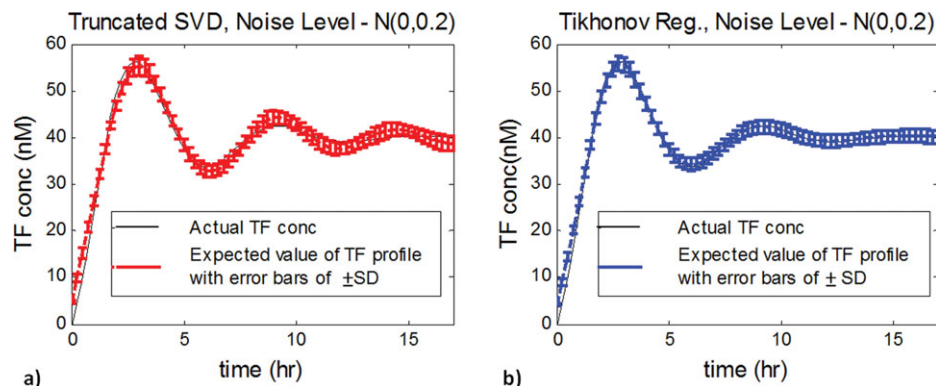 Truncated SVD, Noise Level - N(0,0.2)
60
50
40
30
20
10
0
TF conc (nM)
Actual TF conc
Expected value of TF profile
with error bars of ±SD
0 5 10 15
time (hr)
a)
Tikhonov Reg., Noise Level - N(0,0.2)
60
50
40
30
20
10
0
TF conc(nM)
Actual TF conc
Expected value of TF profile
with error bars of ± SD
0 5 10 15
time (hr)
b)